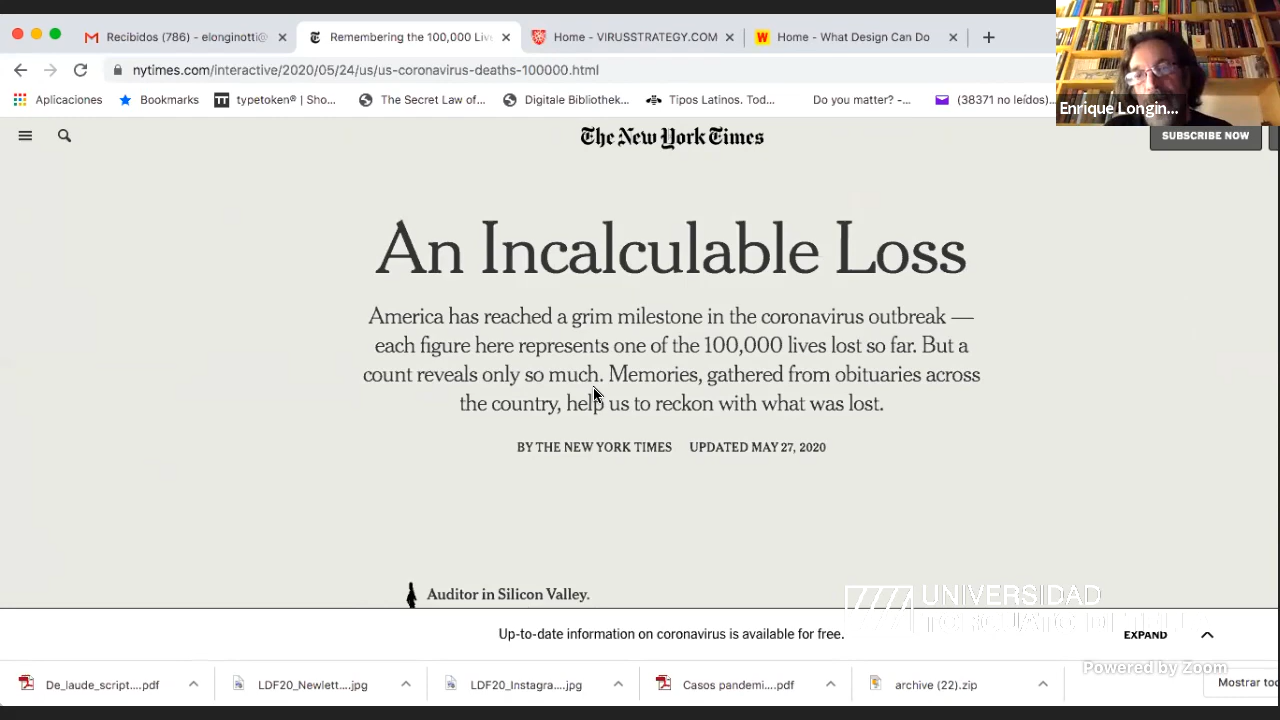 Recibidos (786) - elonginotti@
Remembering the 100,000 Live
Home - VIRUSSTRATEGY.COM
Home - What Design Can Do
nytimes.com/interactive/2020/05/24/us/us-coronavirus-deaths-100000.html
Aplicaciones
Bookmarks
typetoken® | Sho...
The Secret Law of...
Digitale Bibliothek...
Tipos Latinos. Tod...
Do you matter? -...
(38371 no leídos)...
Enrique Longin...
The New York Times
SUBSCRIBE NOW
An Incalculable Loss
America has reached a grim milestone in the coronavirus outbreak —
each figure here represents one of the 100,000 lives lost so far. But a
count reveals only so much. Memories, gathered from obituaries across
the country, help us to reckon with what was lost.
BY THE NEW YORK TIMES UPDATED MAY 27, 2020
Auditor in Silicon Valley.
UNIVERSIDAD
TORCUATO DI TELLA
Up-to-date information on coronavirus is available for free.
EXPAND
Powered by Zoom
De_laude_script....pdf
LDF20_Newlett....jpg
LDF20_Instagra....jpg
Casos pandemi....pdf
archive (22).zip
Mostrar too